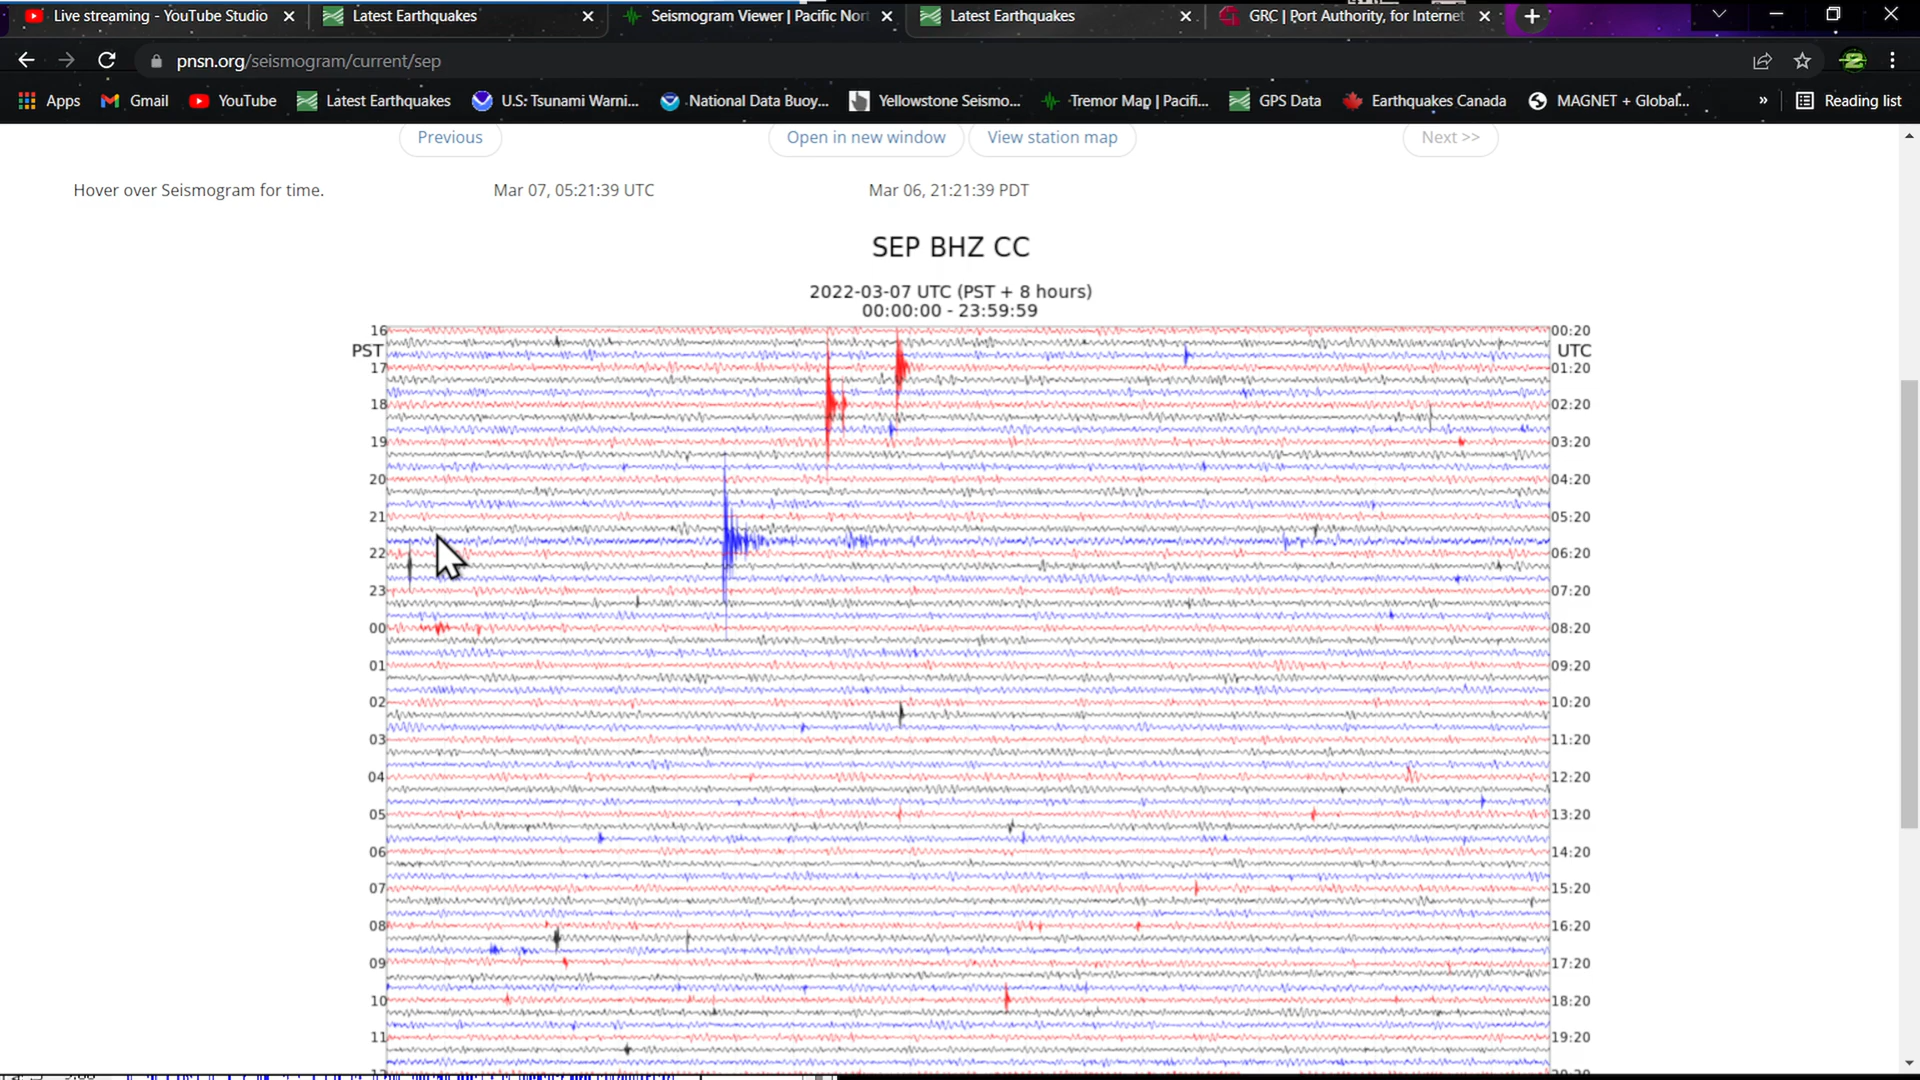 Live streaming - YouTube Studio
Latest Earthquakes
Seismogram Viewer | Pacific Nort
Latest Earthquakes
GRC | Port Authority, for Internet
pnsn.org/seismogram/current/sep
Apps
Gmail
YouTube
Latest Earthquakes
U.S. Tsunami Warni...
National Data Buoy...
Yellowstone Seismo...
Tremor Map | Pacifi...
GPS Data
Earthquakes Canada
MAGNET + Global...
»
Reading list
Previous
Open in new window
View station map
Next >>
Hover over Seismogram for time.
Mar 07, 05:21:39 UTC
Mar 06, 21:21:39 PDT
SEP BHZ CC
2022-03-07 UTC (PST + 8 hours)
00:00:00 - 23:59:59
16 00:20
PST UTC
17 01:20
18 02:20
19 03:20
20 04:20
21 05:20
22 06:20
23 07:20
00 08:20
01 09:20
02 10:20
03 11:20
04 12:20
05 13:20
06 14:20
07 15:20
08 16:20
09 17:20
10 18:20
11 19:20